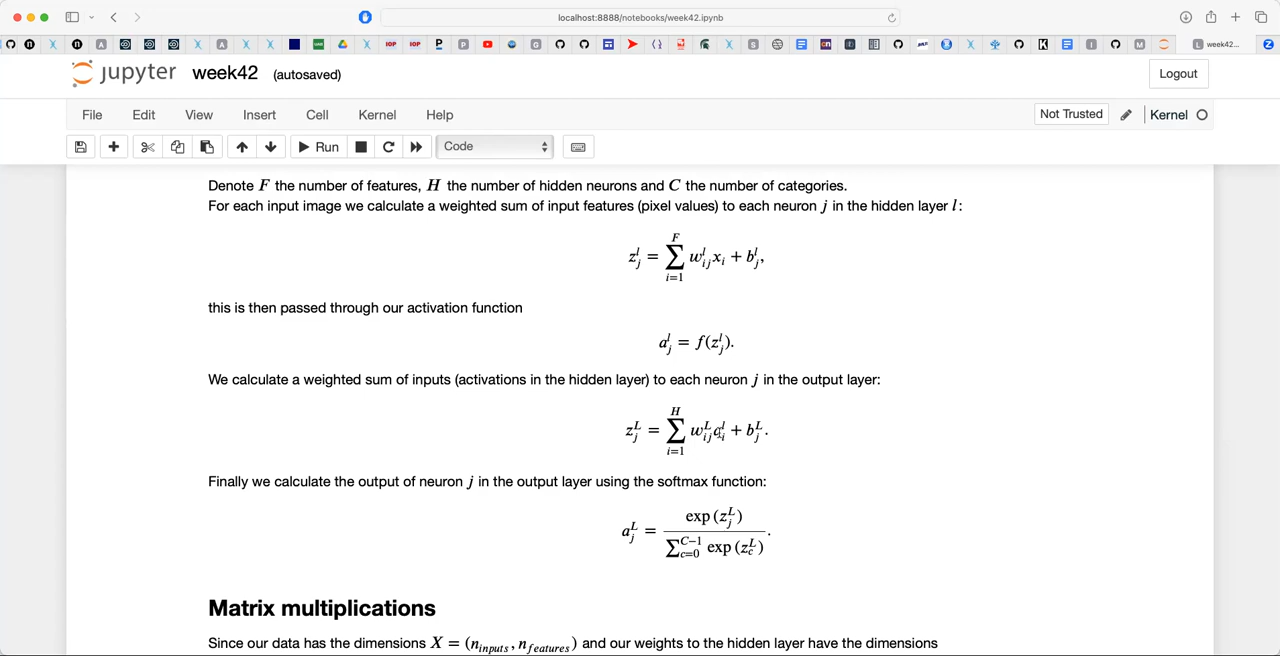 localhost:8888/notebooks/week42.ipynb
week42...
jupyter week42 (autosaved)
Logout
File Edit View Insert Cell Kernel Help
Not Trusted
Kernel
Run
Code
Denote F the number of features, H the number of hidden neurons and C the number of categories.
For each input image we calculate a weighted sum of input features (pixel values) to each neuron j in the hidden layer l:
z_j^l = ∑_{i=1}^{F} w_{ij}^l x_i + b_j^l,
this is then passed through our activation function
a_j^l = f(z_j^l).
We calculate a weighted sum of inputs (activations in the hidden layer) to each neuron j in the output layer:
z_j^L = ∑_{i=1}^{H} w_{ij}^L a_i^l + b_j^L.
Finally we calculate the output of neuron j in the output layer using the softmax function:
a_j^L = exp (z_j^L) / ∑_{c=0}^{C−1} exp (z_c^L).
Matrix multiplications
Since our data has the dimensions X = (n_{inputs}, n_{features}) and our weights to the hidden layer have the dimensions